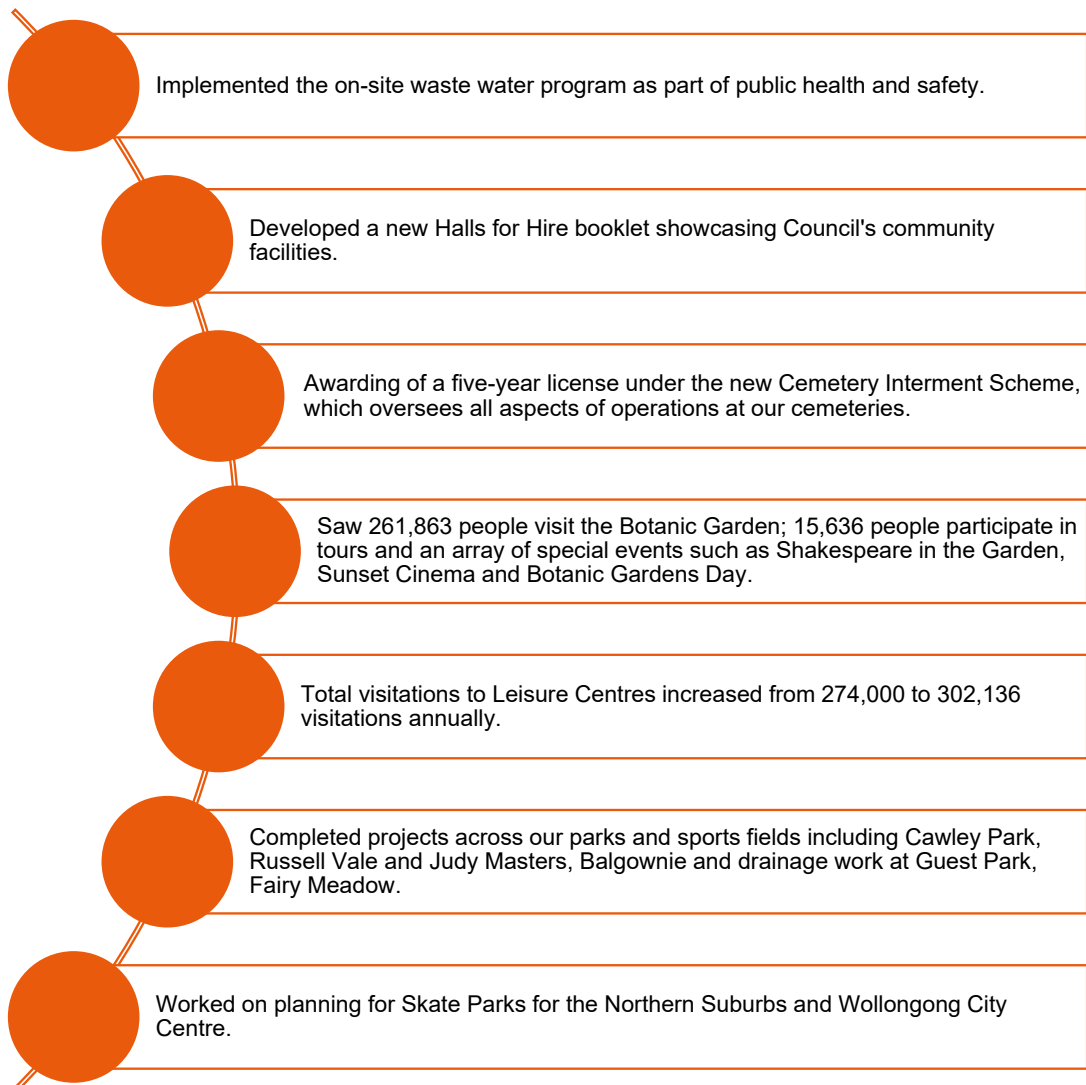 Implemented the on-site waste water program as part of public health and safety.
Developed a new Halls for Hire booklet showcasing Council's community
facilities.
Awarding of a five-year license under the new Cemetery Interment Scheme,
which oversees all aspects of operations at our cemeteries.
Saw 261,863 people visit the Botanic Garden; 15,636 people participate in
tours and an array of special events such as Shakespeare in the Garden,
Sunset Cinema and Botanic Gardens Day.
Total visitations to Leisure Centres increased from 274,000 to 302,136
visitations annually.
Completed projects across our parks and sports fields including Cawley Park,
Russell Vale and Judy Masters, Balgownie and drainage work at Guest Park,
Fairy Meadow.
Worked on planning for Skate Parks for the Northern Suburbs and Wollongong City
Centre.